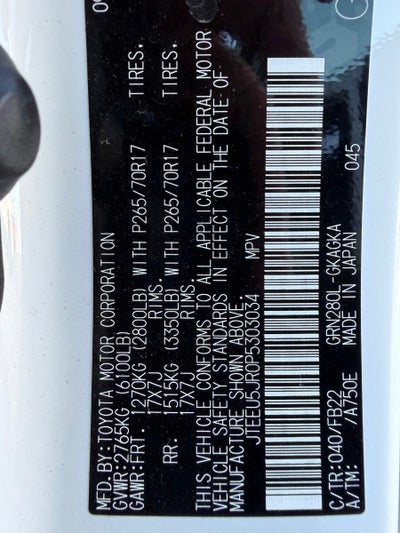 09
MFD.BY:TOYOTA MOTOR CORPORATION
GVWR:2765KG (6100LB)
GAWR:FRT. 1270KG (2800LB) WITH P265/70R17 TIRES.
17X7J RIMS.
RR. 1515KG (3350LB) WITH P265/70R17 TIRES.
17X7J RIMS.
THIS VEHICLE CONFORMS TO ALL APPLICABLE FEDERAL MOTOR
VEHICLE SAFETY STANDARDS IN EFFECT ON THE DATE OF
MANUFACTURE SHOWN ABOVE.
JTEEU5JR0P5303034 MPV
C/TR:040/FB22 GRN280L-GKAGKA 045
A/TM: /A750E MADE IN JAPAN